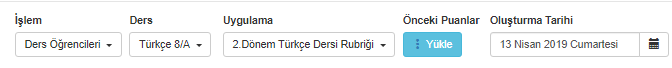 İşlem Ders Uygulama Önceki Puanlar Oluşturma Tarihi
Ders Öğrencileri Türkçe 8/A 2.Dönem Türkçe Dersi Rubriği Yükle 13 Nisan 2019 Cumartesi